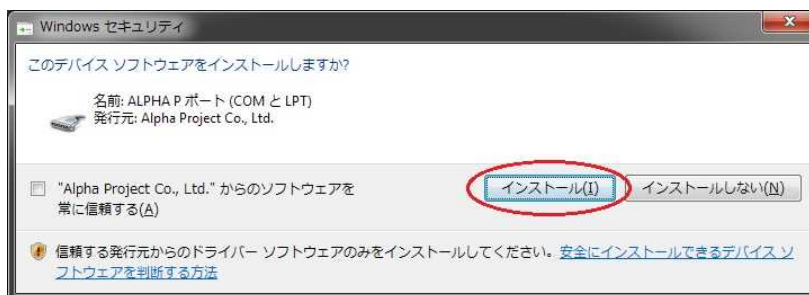 Windows セキュリティ
このデバイス ソフトウェアをインストールしますか?
名前: ALPHA P ポート (COM と LPT)
発行元: Alpha Project Co., Ltd.
"Alpha Project Co., Ltd." からのソフトウェアを
常に信頼する(A)
インストール(I)
インストールしない(N)
信頼する発行元からのドライバー ソフトウェアのみをインストールしてください。安全にインストールできるデバイス ソ
フトウェアを判断する方法